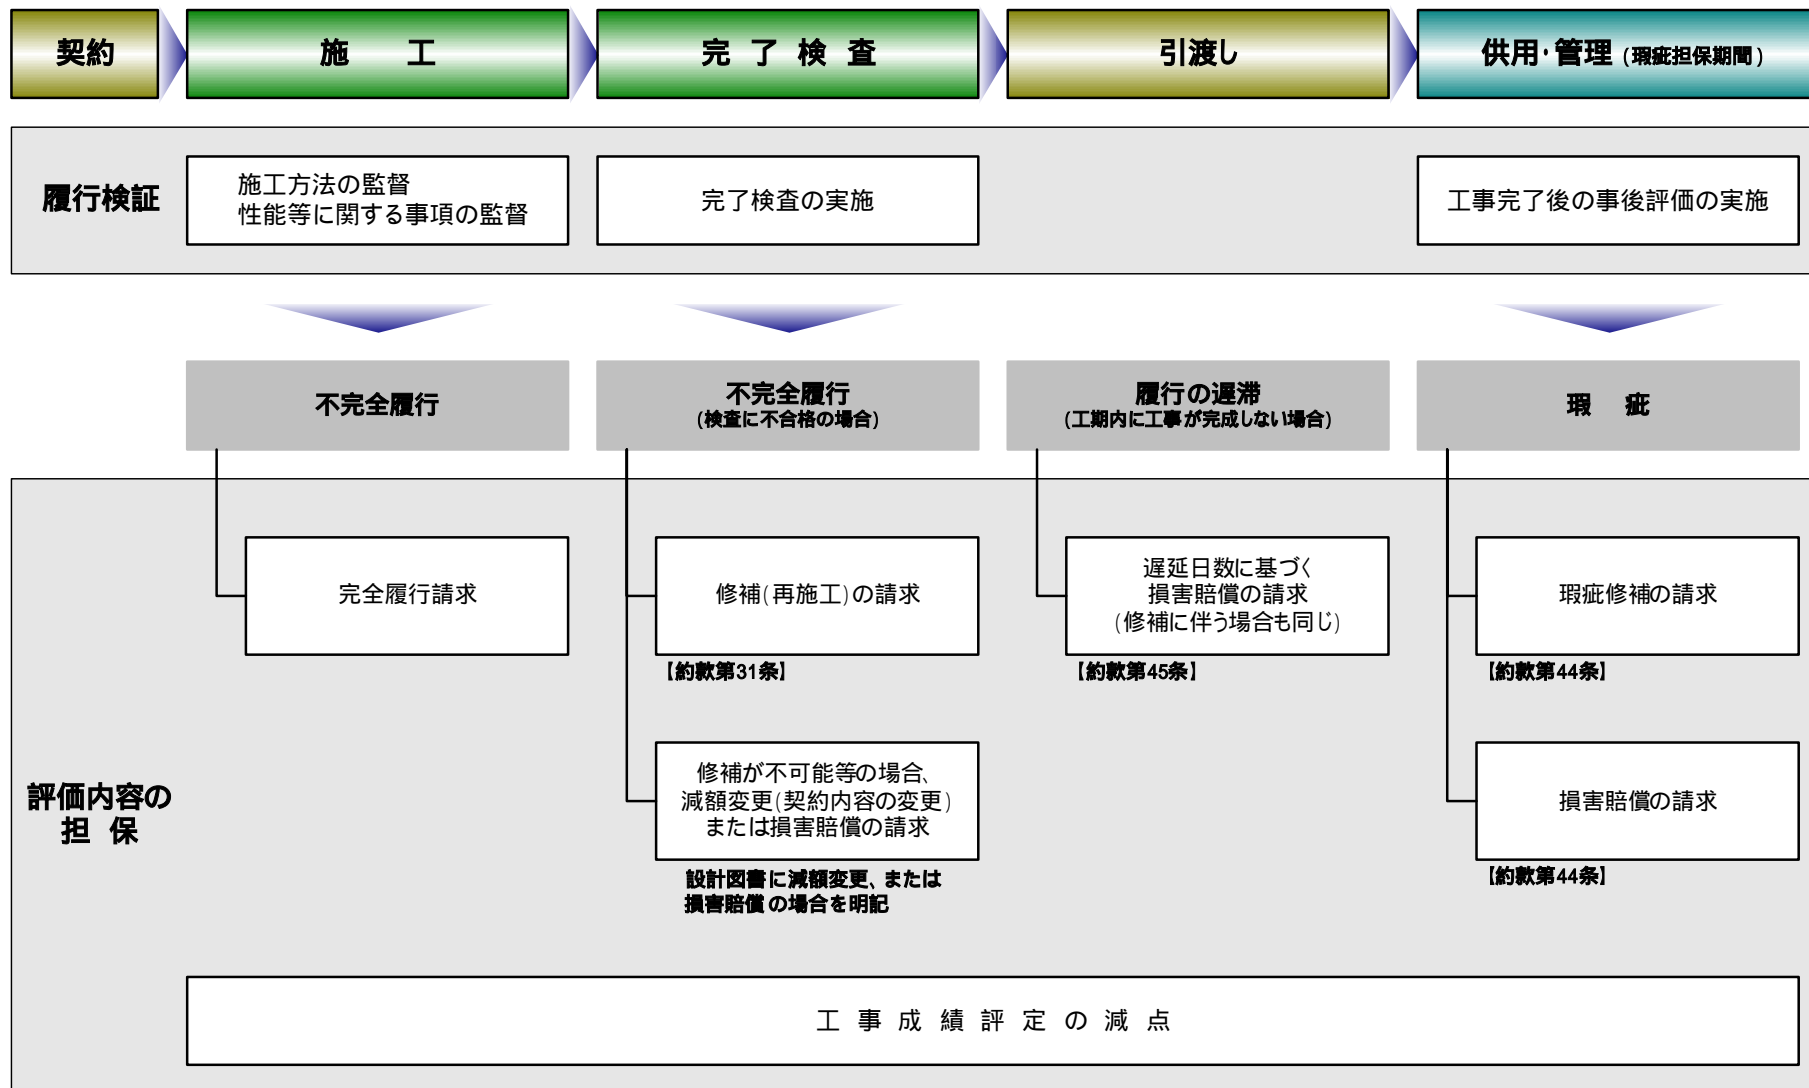 契約
施工
完了検査
引渡し
供用・管理(瑕疵担保期間)
履行検証
施工方法の監督
性能等に関する事項の監督
完了検査の実施
工事完了後の事後評価の実施
不完全履行
不完全履行
(検査に不合格の場合)
履行の遅滞
(工期内に工事が完成しない場合)
瑕疵
評価内容の
担保
完全履行請求
修補(再施工)の請求
【約款第31条】
遅延日数に基づく
損害賠償の請求
(修補に伴う場合も同じ)
【約款第45条】
瑕疵修補の請求
【約款第44条】
修補が不可能等の場合、
減額変更(契約内容の変更)
または損害賠償の請求
設計図書に減額変更、または
損害賠償の場合を明記
損害賠償の請求
【約款第44条】
工事成績評定の減点